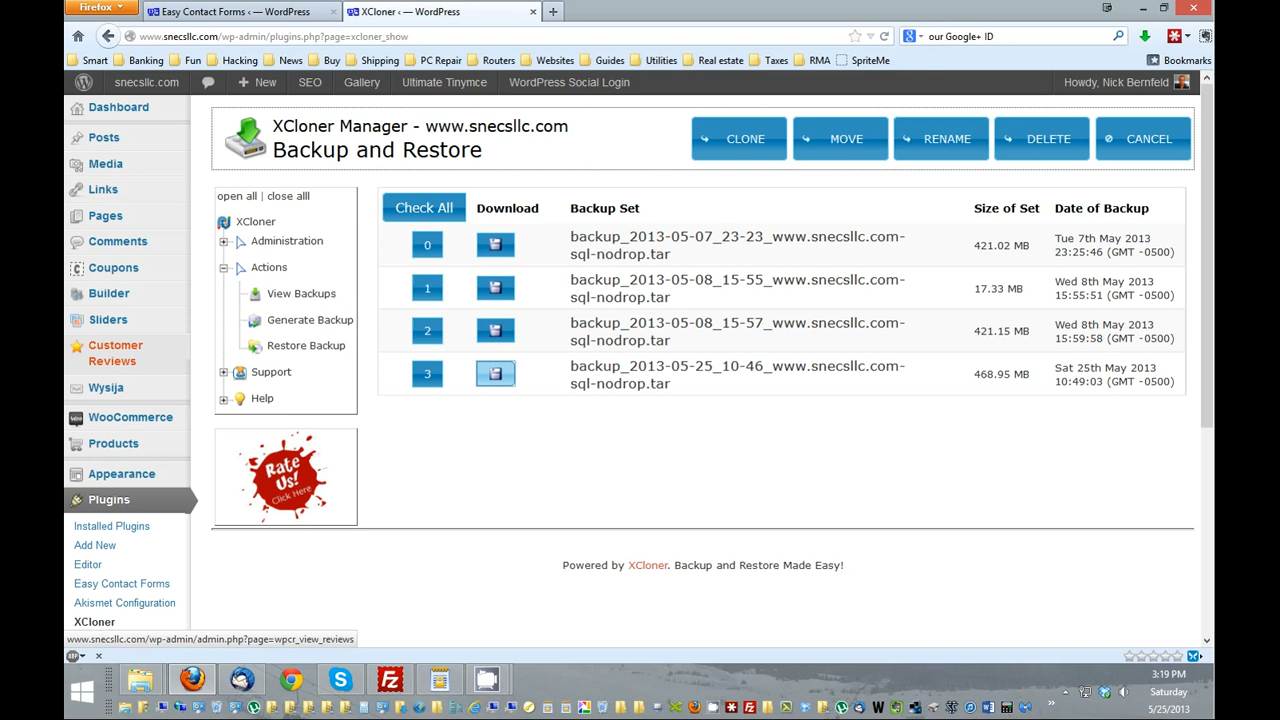 Firefox
Easy Contact Forms ‹ — WordPress
XCloner ‹ — WordPress
www.snecsllc.com/wp-admin/plugins.php?page=xcloner_show
our Google+ ID
Smart
Banking
Fun
Hacking
News
Buy
Shipping
PC Repair
Routers
Websites
Guides
Utilities
Real estate
Taxes
RMA
SpriteMe
Bookmarks
snecsllc.com
New
SEO
Gallery
Ultimate Tinymce
WordPress Social Login
Howdy, Nick Bernfeld
Dashboard
Posts
Media
Links
Pages
Comments
Coupons
Builder
Sliders
Customer
Reviews
Wysija
WooCommerce
Products
Appearance
Plugins
Installed Plugins
Add New
Editor
Easy Contact Forms
Akismet Configuration
XCloner
XCloner Manager - www.snecsllc.com
Backup and Restore
CLONE
MOVE
RENAME
DELETE
CANCEL
open all | close alll
XCloner
Administration
Actions
View Backups
Generate Backup
Restore Backup
Support
Help
Rate
Us!
Click Here
Check All
Download
Backup Set
Size of Set
Date of Backup
0
backup_2013-05-07_23-23_www.snecsllc.com-
sql-nodrop.tar
421.02 MB
Tue 7th May 2013
23:25:46 (GMT -0500)
1
backup_2013-05-08_15-55_www.snecsllc.com-
sql-nodrop.tar
17.33 MB
Wed 8th May 2013
15:55:51 (GMT -0500)
2
backup_2013-05-08_15-57_www.snecsllc.com-
sql-nodrop.tar
421.15 MB
Wed 8th May 2013
15:59:58 (GMT -0500)
3
backup_2013-05-25_10-46_www.snecsllc.com-
sql-nodrop.tar
468.95 MB
Sat 25th May 2013
10:49:03 (GMT -0500)
Powered by XCloner. Backup and Restore Made Easy!
www.snecsllc.com/wp-admin/admin.php?page=wpcr_view_reviews
3:19 PM
Saturday
5/25/2013